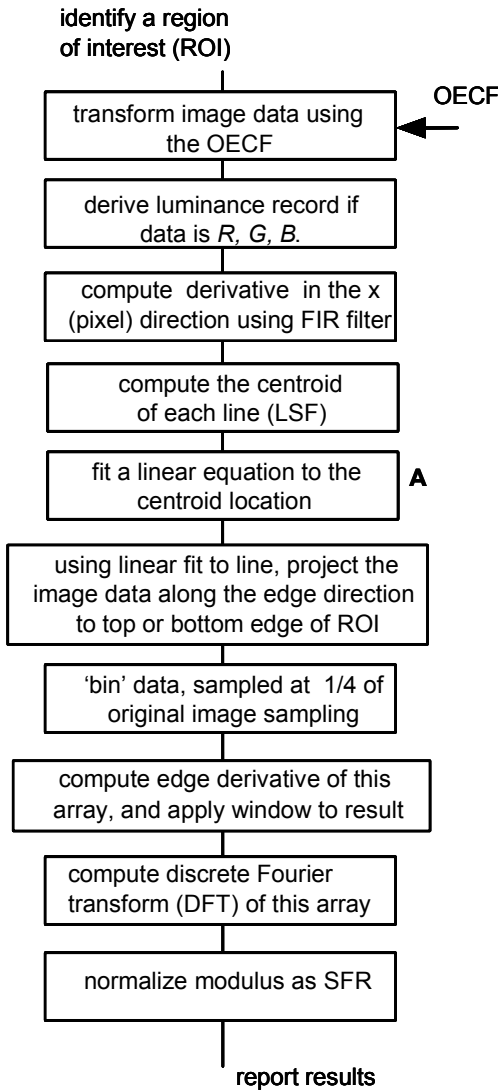 identify a region
of interest (ROI)
OECF
transform image data using
the OECF
derive luminance record if
data is R, G, B.
compute derivative in the x
(pixel) direction using FIR filter
compute the centroid
of each line (LSF)
fit a linear equation to the
centroid location
A
using linear fit to line, project the
image data along the edge direction
to top or bottom edge of ROI
'bin' data, sampled at 1/4 of
original image sampling
compute edge derivative of this
array, and apply window to result
compute discrete Fourier
transform (DFT) of this array
normalize modulus as SFR
report results